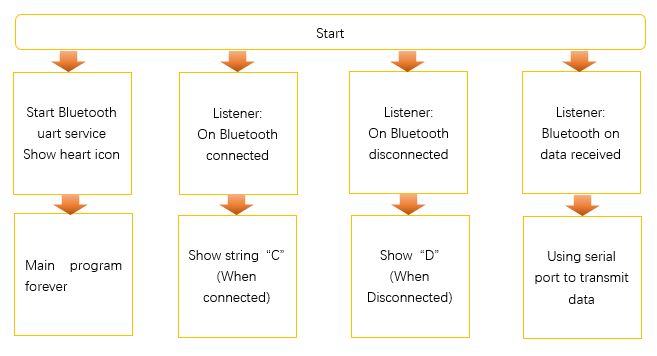 Start
Start Bluetooth
uart service
Show heart icon
Listener:
On Bluetooth
connected
Listener:
On Bluetooth
disconnected
Listener:
Bluetooth on
data received
Main program
forever
Show string “C”
(When
connected)
Show “D”
(When
Disconnected)
Using serial
port to transmit
data